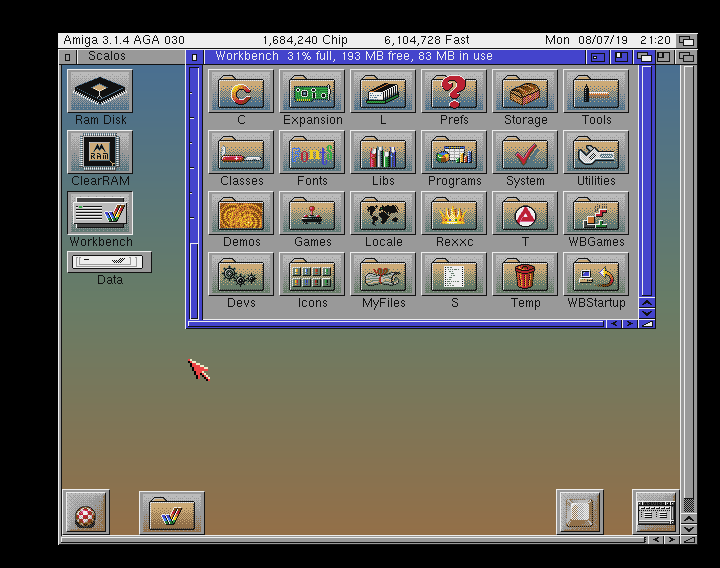 Amiga 3.1.4 AGA 030 1,684,240 Chip 6,104,728 Fast Mon 08/07/19 21:20
Scalos
Workbench 31% full, 193 MB free, 83 MB in use
Ram Disk
RAM
ClearRAM
Workbench
Data
C Expansion L Prefs Storage Tools
Fonts
Classes Fonts Libs Programs System Utilities
Demos Games Locale Rexxc T WBGames
Devs Icons MyFiles S Temp WBStartup